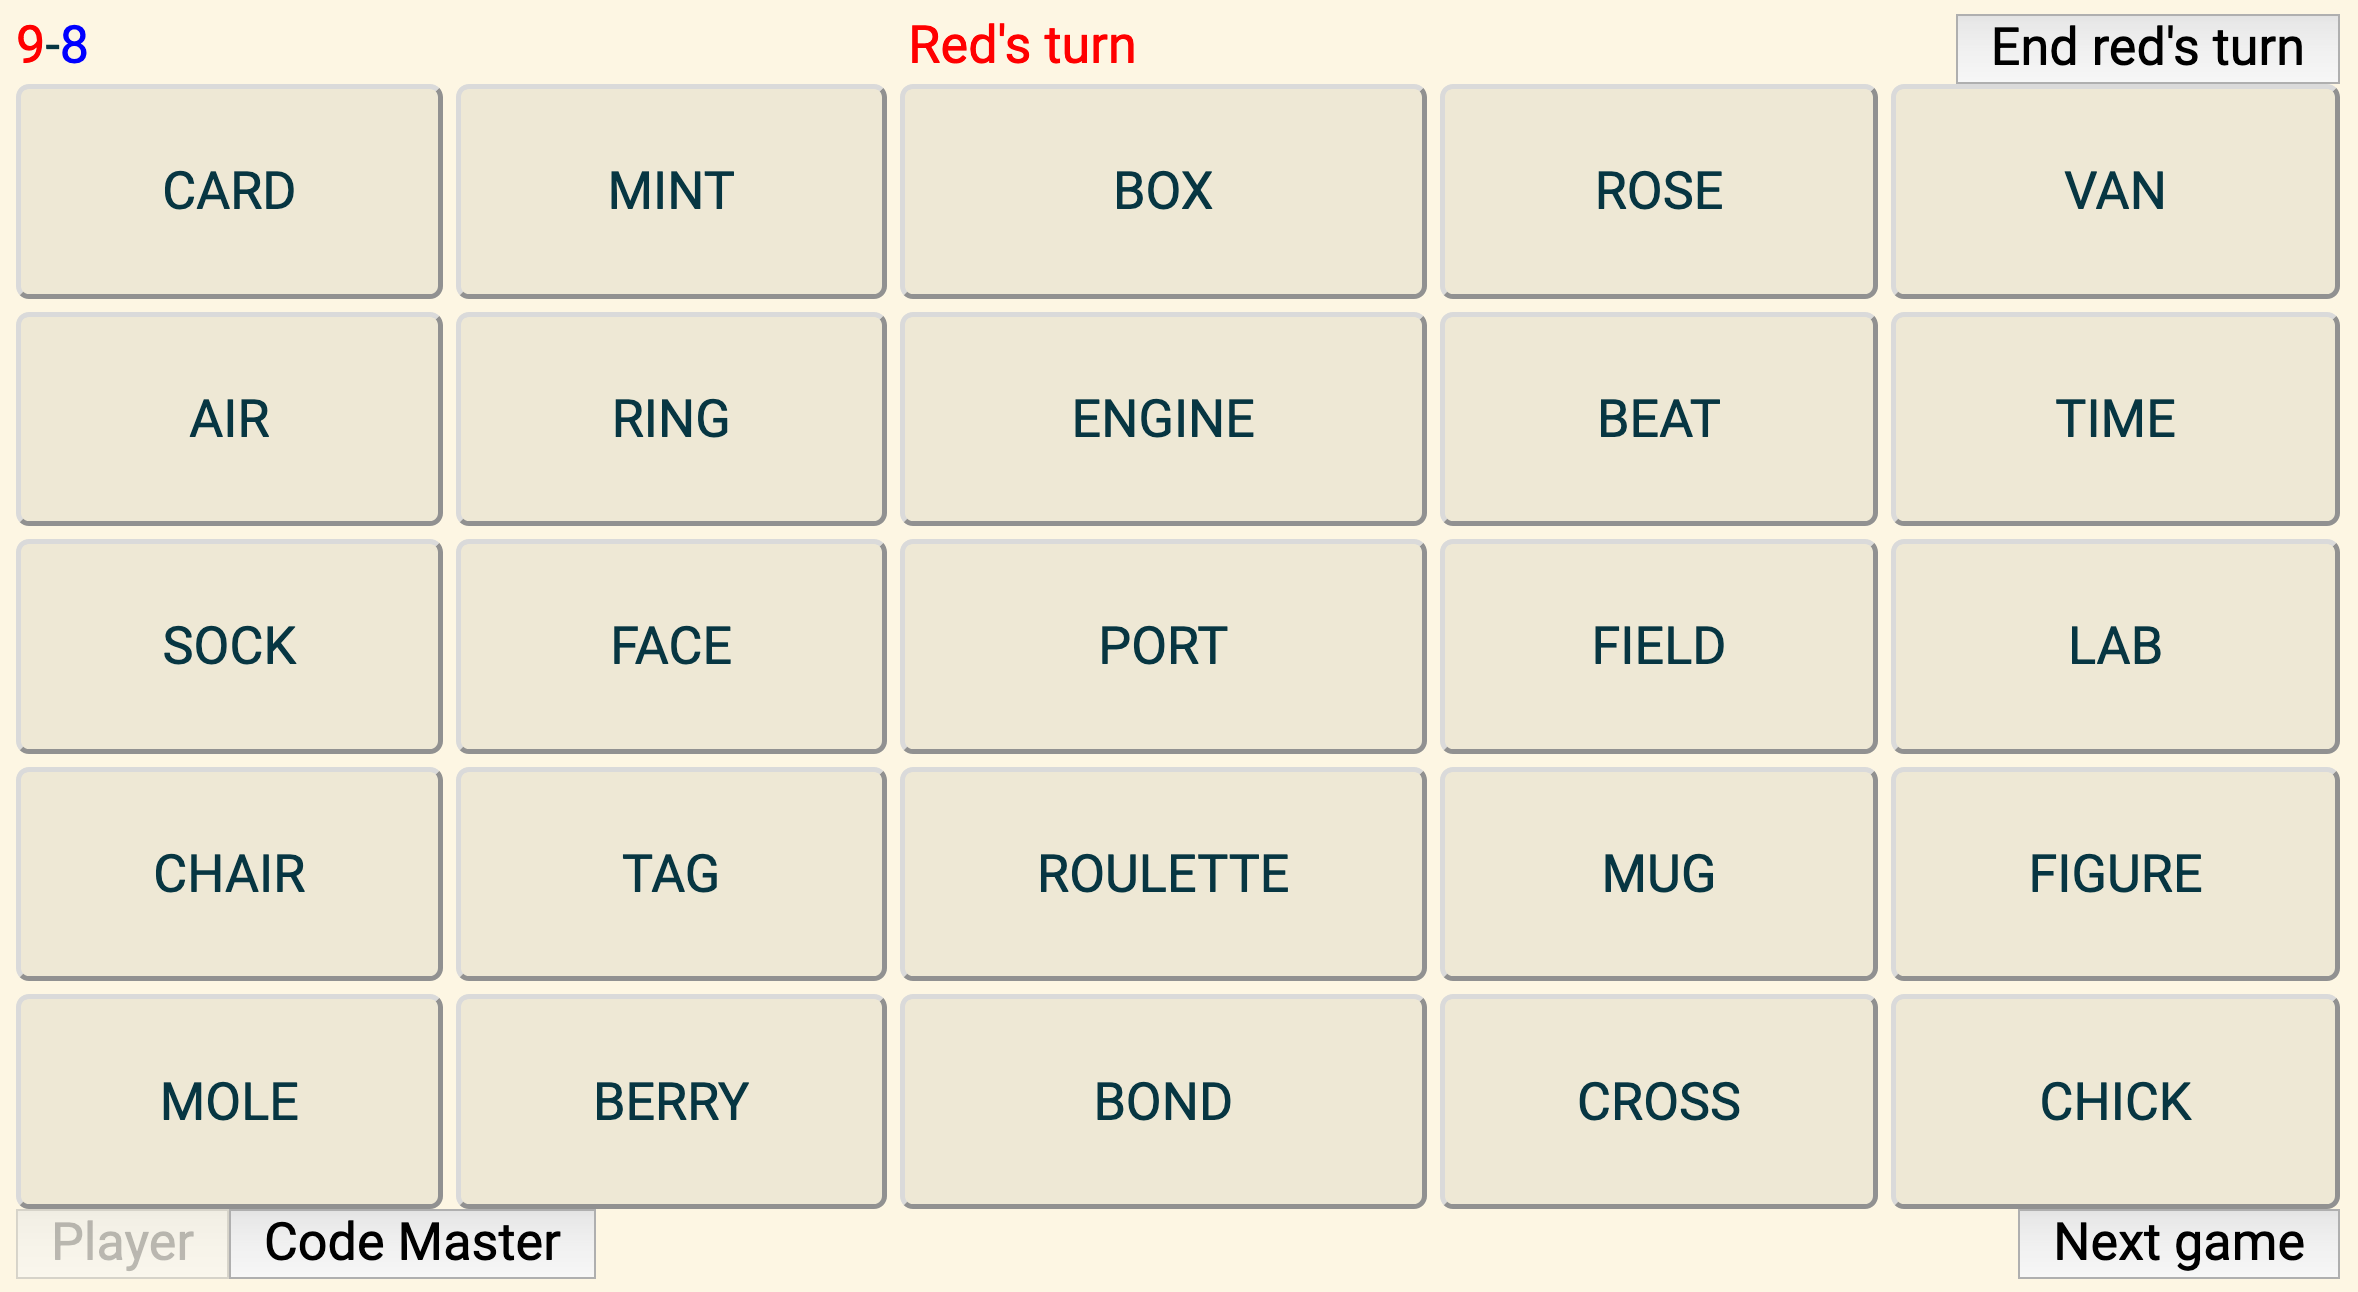 9-8 Red's turn End red's turn
CARD MINT BOX ROSE VAN
AIR RING ENGINE BEAT TIME
SOCK FACE PORT FIELD LAB
CHAIR TAG ROULETTE MUG FIGURE
MOLE BERRY BOND CROSS CHICK
Player Code Master Next game